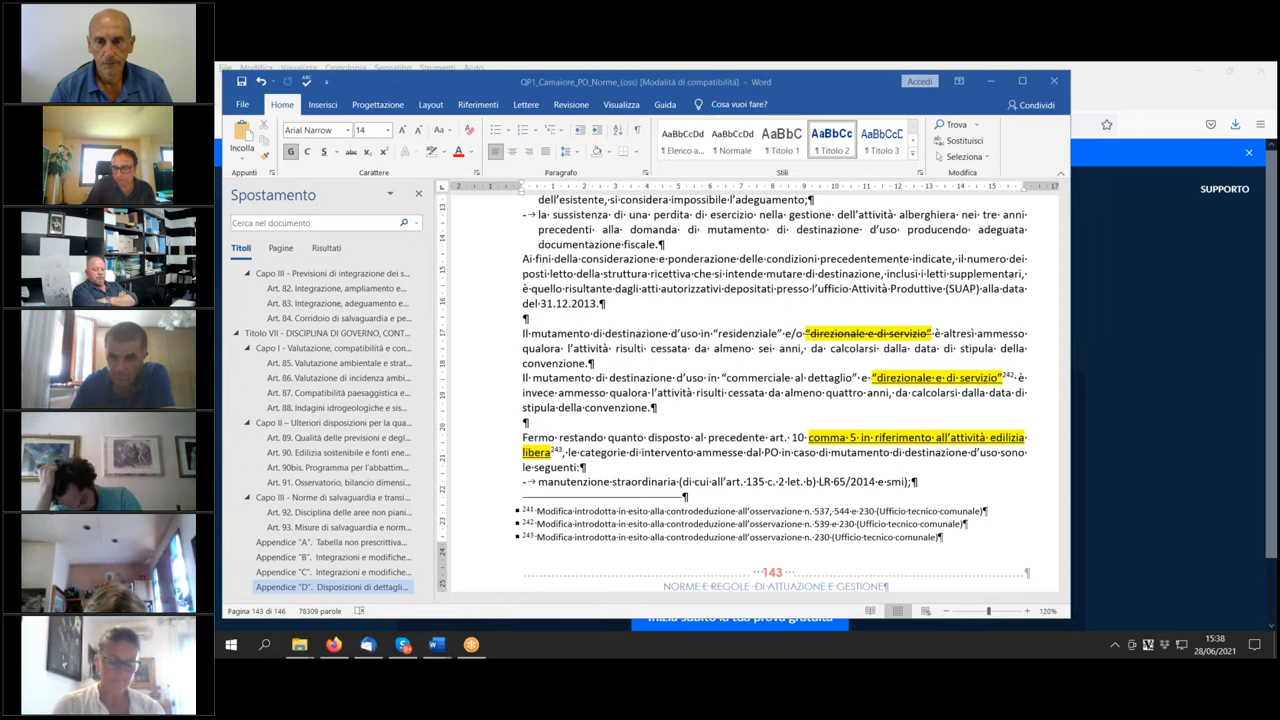 File Modifica Visualizza Cronologia Segnalibri Strumenti Aiuto
QP1_Camaiore_PO_Norme_(oss) [Modalità di compatibilità] - Word
Accedi
File Home Inserisci Progettazione Layout Riferimenti Lettere Revisione Visualizza Guida Cosa vuoi fare? Condividi
Incolla
Arial Narrow 14
AaBbCcDd AaBbCcDd AaBbC AaBbCc AaBbCcDc
¶ Elenco a... ¶ Normale ¶ Titolo 1 ¶ Titolo 2 ¶ Titolo 3
Trova
Sostituisci
Seleziona
Appunti Carattere Paragrafo Stili Modifica
SUPPORTO
Spostamento
Cerca nel documento
Titoli Pagine Risultati
Capo III - Previsioni di integrazione dei s...
Art. 82. Integrazione, ampliamento e...
Art. 83. Integrazione, adeguamento e...
Art. 84. Corridoio di salvaguardia e pe...
Titolo VII - DISCIPLINA DI GOVERNO, CONT...
Capo I - Valutazione, compatibilità e con...
Art. 85. Valutazione ambientale e strat...
Art. 86. Valutazione di incidenza ambi...
Art. 87. Compatibilità paesaggistica e...
Art. 88. Indagini idrogeologiche e sis...
Capo II – Ulteriori disposizioni per la qua...
Art. 89. Qualità delle previsioni e degl...
Art. 90. Edilizia sostenibile e fonti ene...
Art. 90bis. Programma per l'abbattim...
Art. 91. Osservatorio, bilancio dimensi...
Capo III - Norme di salvaguardia e transi...
Art. 92. Disciplina delle aree non piani...
Art. 93. Misure di salvaguardia e norm...
Appendice "A". Tabella non prescrittiva...
Appendice "B". Integrazioni e modifiche...
Appendice "C". Integrazioni e modifiche...
Appendice "D". Disposizioni di dettagli...
dell'esistente, si considera impossibile l'adeguamento;¶
-→ la sussistenza di una perdita di esercizio nella gestione dell'attività alberghiera nei tre anni
precedenti alla domanda di mutamento di destinazione d'uso producendo adeguata
documentazione fiscale.¶
Ai fini della considerazione e ponderazione delle condizioni precedentemente indicate, il numero dei
posti letto della struttura ricettiva che si intende mutare di destinazione, inclusi i letti supplementari,
è quello risultante dagli atti autorizzativi depositati presso l'ufficio Attività Produttive (SUAP) alla data
del 31.12.2013.¶
¶
Il mutamento di destinazione d'uso in "residenziale" e/o "direzionale e di servizio" è altresì ammesso
qualora l'attività risulti cessata da almeno sei anni, da calcolarsi dalla data di stipula della
convenzione.¶
Il mutamento di destinazione d'uso in "commerciale al dettaglio" e "direzionale e di servizio"242 è
invece ammesso qualora l'attività risulti cessata da almeno quattro anni, da calcolarsi dalla data di
stipula della convenzione.¶
¶
Fermo restando quanto disposto al precedente art. 10 comma 5 in riferimento all'attività edilizia
libera243, le categorie di intervento ammesse dal PO in caso di mutamento di destinazione d'uso sono
le seguenti:¶
-→ manutenzione straordinaria (di cui all'art. 135 c. 2 let. b) LR 65/2014 e smi);¶
¶
241 Modifica introdotta in esito alla controdeduzione all'osservazione n. 537, 544 e 230 (Ufficio tecnico comunale)¶
242 Modifica introdotta in esito alla controdeduzione all'osservazione n. 539 e 230 (Ufficio tecnico comunale)¶
243 Modifica introdotta in esito alla controdeduzione all'osservazione n. 230 (Ufficio tecnico comunale)¶
143
NORME E REGOLE DI ATTUAZIONE E GESTIONE¶
Pagina 143 di 146 78309 parole 120%
Inizia subito la tua prova gratuita
15:38
28/06/2021